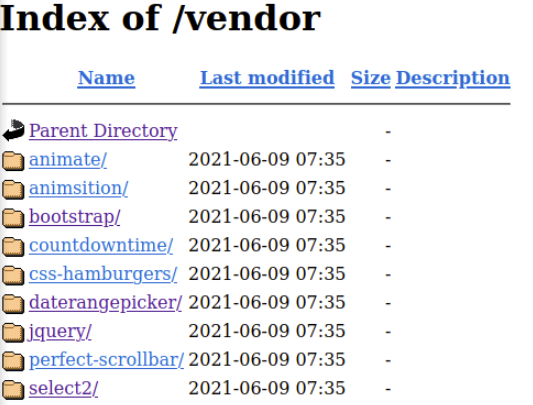 Index of /vendor
Name Last modified Size Description
Parent Directory -
animate/ 2021-06-09 07:35 -
animsition/ 2021-06-09 07:35 -
bootstrap/ 2021-06-09 07:35 -
countdowntime/ 2021-06-09 07:35 -
css-hamburgers/ 2021-06-09 07:35 -
daterangepicker/ 2021-06-09 07:35 -
jquery/ 2021-06-09 07:35 -
perfect-scrollbar/ 2021-06-09 07:35 -
select2/ 2021-06-09 07:35 -